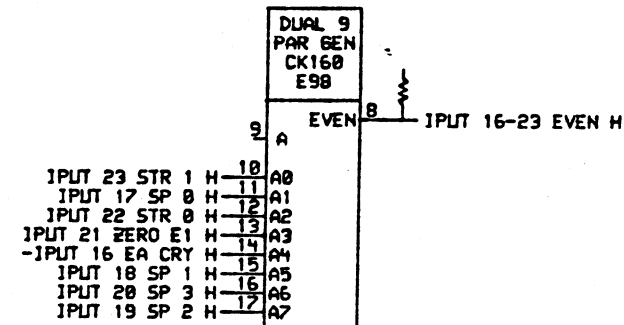 DUAL 9
PAR GEN
CK160
E98
EVEN 8 IPUT 16-23 EVEN H
9 A
IPUT 23 STR 1 H 10 A0
IPUT 17 SP 0 H 11 A1
IPUT 22 STR 0 H 12 A2
IPUT 21 ZERO E1 H 13 A3
-IPUT 16 EA CRY H 14 A4
IPUT 18 SP 1 H 15 A5
IPUT 20 SP 3 H 16 A6
IPUT 19 SP 2 H 17 A7